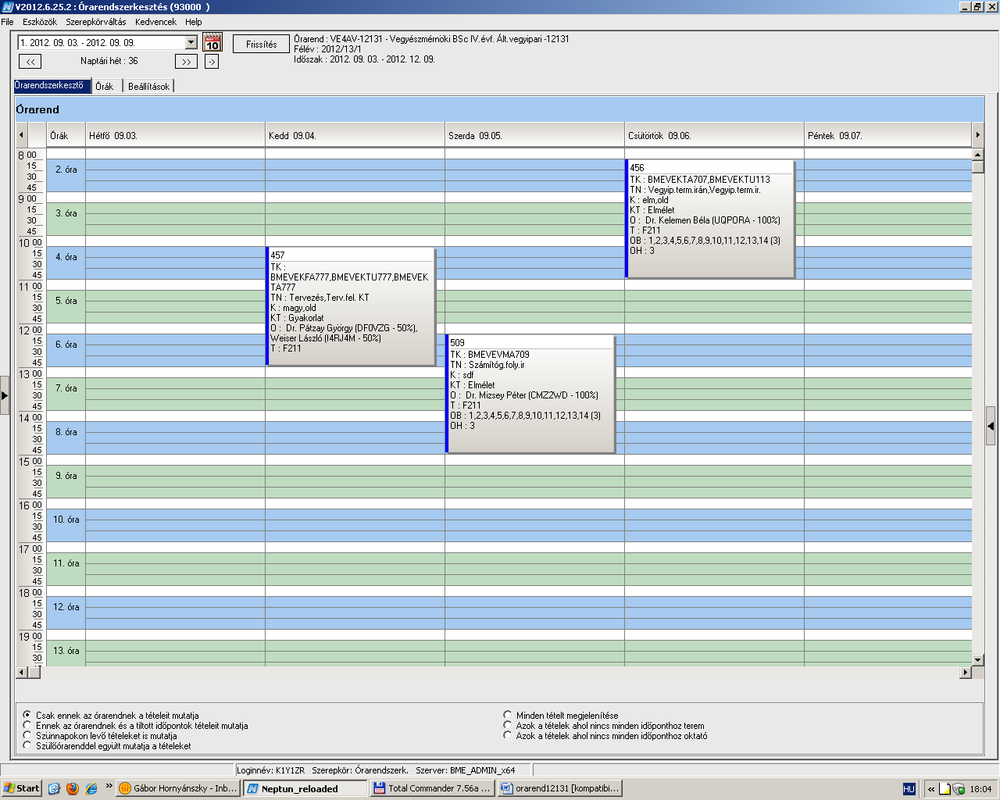 V2012.6.25.2 : Órarendszerkesztés (93000 )
File Eszközök Szerepkörváltás Kedvencek Help
1. 2012. 09. 03. - 2012. 09. 09.
10
Frissítés
Órarend : VE4AV-12131 - Vegyészmérnöki BSc IV.évf. Ált.vegyipari -12131
Félév : 2012/13/1
Időszak : 2012. 09. 03. - 2012. 12. 09.
<< Naptári hét : 36 >> ->
Órarendszerkesztő Órák Beállítások
Órarend
Órák Hétfő 09.03. Kedd 09.04. Szerda 09.05. Csütörtök 09.06. Péntek 09.07.
8 00
15 2. óra
30
45
9 00
15 3. óra
30
45
10 00
15 4. óra
30
45
11 00
15 5. óra
30
45
12 00
15 6. óra
30
45
13 00
15 7. óra
30
45
14 00
15 8. óra
30
45
15 00
15 9. óra
30
45
16 00
15 10. óra
30
45
17 00
15 11. óra
30
45
18 00
15 12. óra
30
45
19 00
15 13. óra
30
457
TK :
BMEVEKFA777,BMEVEKTU777,BMEVEK
TA777
TN : Tervezés,Terv.fel. KT
K : magy,old
KT : Gyakorlat
O : Dr. Pátzay György (DF0VZG - 50%),
Weiser László (I4RJ4M - 50%)
T : F211
509
TK : BMEVEVMA709
TN : Számítóg.foly.ir
K : sdf
KT : Elmélet
O : Dr. Mizsey Péter (CMZ2WD - 100%)
T : F211
OB : 1,2,3,4,5,6,7,8,9,10,11,12,13,14 (3)
OH : 3
456
TK : BMEVEKTA707,BMEVEKTU113
TN : Vegyip.term.irán,Vegyip.term.ir.
K : elm,old
KT : Elmélet
O : Dr. Kelemen Béla (UQPORA - 100%)
T : F211
OB : 1,2,3,4,5,6,7,8,9,10,11,12,13,14 (3)
OH : 3
Csak ennek az órarendnek a tételeit mutatja
Ennek az órarendnek és a tiltott időpontok tételeit mutatja
Szünnapokon levő tételeket is mutatja
Szülőórarenddel együtt mutatja a tételeket
Minden tételt megjelenítése
Azok a tételek ahol nincs minden időponthoz terem
Azok a tételek ahol nincs minden időponthoz oktató
Loginnév: K1Y1ZR Szerepkör: Órarendszerk. Szerver: BME_ADMIN_x64
Start » Gábor Hornyánszky - Inb... Neptun_reloaded Total Commander 7.56a ... orarend12131 [kompatibi... HU « 18:04